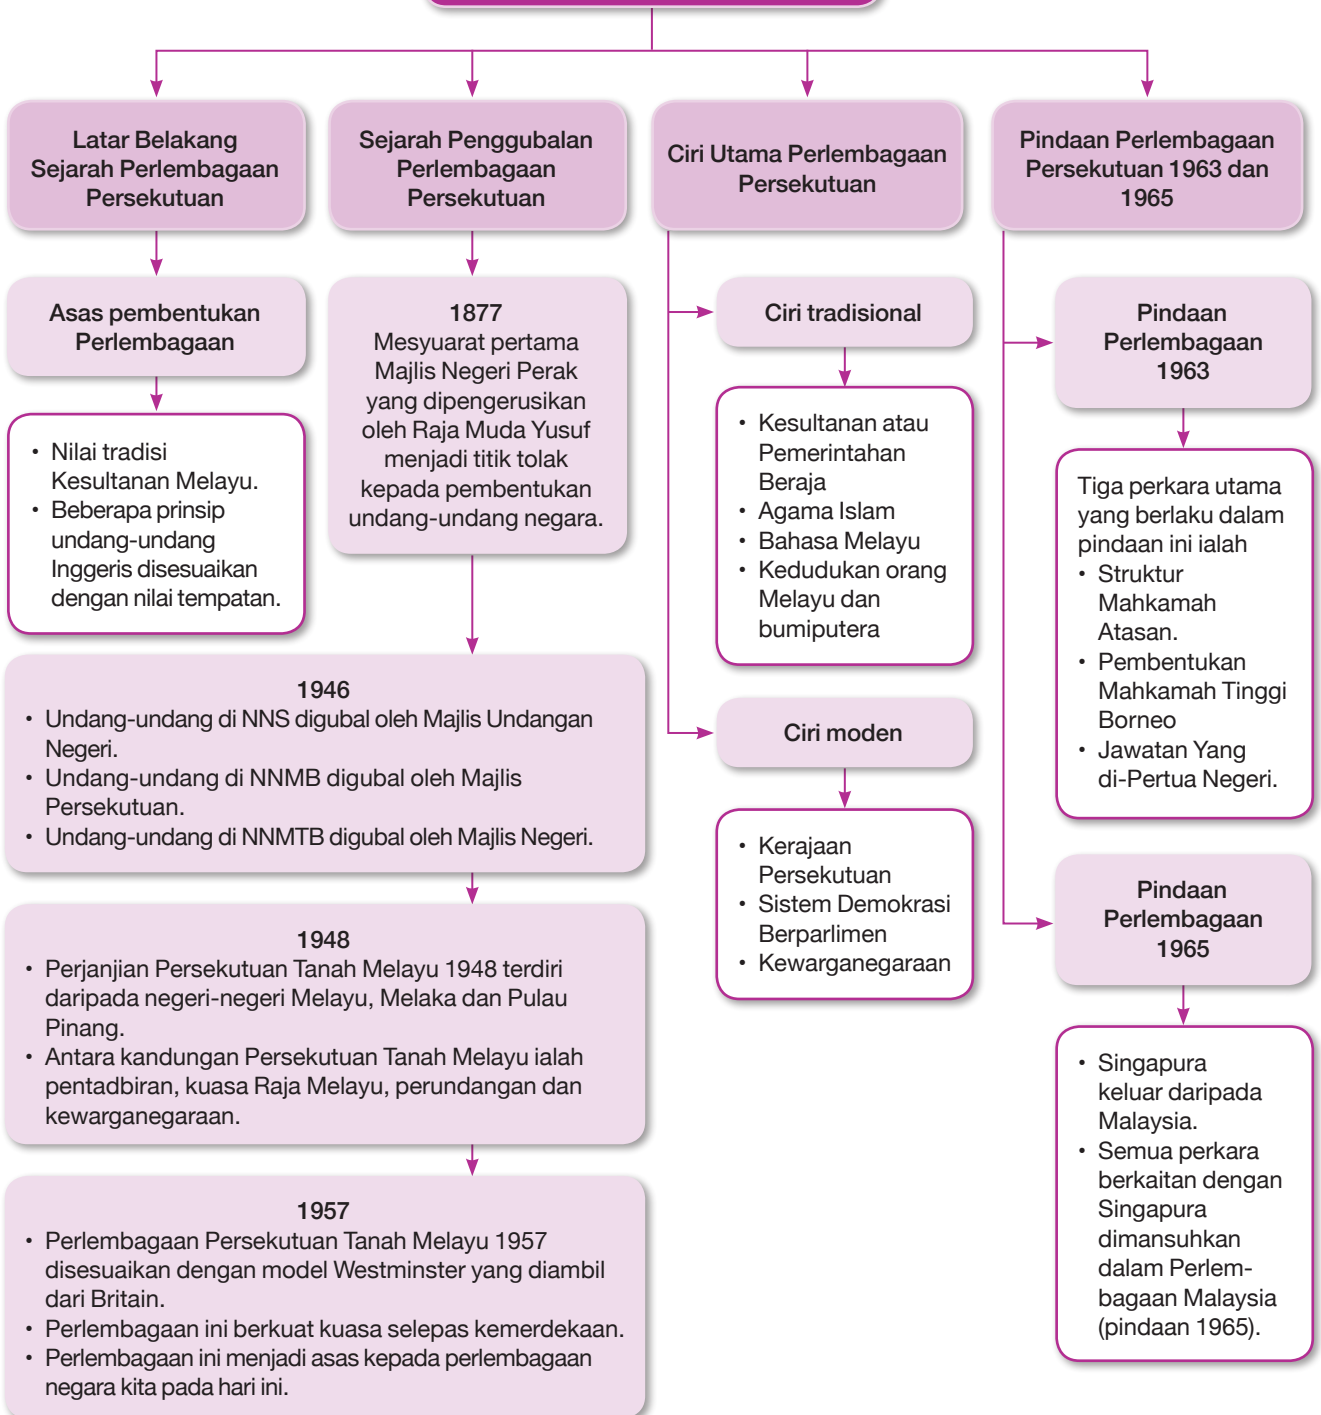 Latar Belakang
Sejarah Perlembagaan
Persekutuan
Asas pembentukan
Perlembagaan
• Nilai tradisi
Kesultanan Melayu.
• Beberapa prinsip
undang-undang
Inggeris disesuaikan
dengan nilai tempatan.
Sejarah Penggubalan
Perlembagaan
Persekutuan
1877
Mesyuarat pertama
Majlis Negeri Perak
yang dipengerusikan
oleh Raja Muda Yusuf
menjadi titik tolak
kepada pembentukan
undang-undang negara.
1946
• Undang-undang di NNS digubal oleh Majlis Undangan
Negeri.
• Undang-undang di NNMB digubal oleh Majlis
Persekutuan.
• Undang-undang di NNMTB digubal oleh Majlis Negeri.
1948
• Perjanjian Persekutuan Tanah Melayu 1948 terdiri
daripada negeri-negeri Melayu, Melaka dan Pulau
Pinang.
• Antara kandungan Persekutuan Tanah Melayu ialah
pentadbiran, kuasa Raja Melayu, perundangan dan
kewarganegaraan.
1957
• Perlembagaan Persekutuan Tanah Melayu 1957
disesuaikan dengan model Westminster yang diambil
dari Britain.
• Perlembagaan ini berkuat kuasa selepas kemerdekaan.
• Perlembagaan ini menjadi asas kepada perlembagaan
negara kita pada hari ini.
Ciri Utama Perlembagaan
Persekutuan
Ciri tradisional
• Kesultanan atau
Pemerintahan
Beraja
• Agama Islam
• Bahasa Melayu
• Kedudukan orang
Melayu dan
bumiputera
Ciri moden
• Kerajaan
Persekutuan
• Sistem Demokrasi
Berparlimen
• Kewarganegaraan
Pindaan Perlembagaan
Persekutuan 1963 dan
1965
Pindaan
Perlembagaan
1963
Tiga perkara utama
yang berlaku dalam
pindaan ini ialah
• Struktur
Mahkamah
Atasan.
• Pembentukan
Mahkamah Tinggi
Borneo
• Jawatan Yang
di-Pertua Negeri.
Pindaan
Perlembagaan
1965
• Singapura
keluar daripada
Malaysia.
• Semua perkara
berkaitan dengan
Singapura
dimansuhkan
dalam Perlem-
bagaan Malaysia
(pindaan 1965).